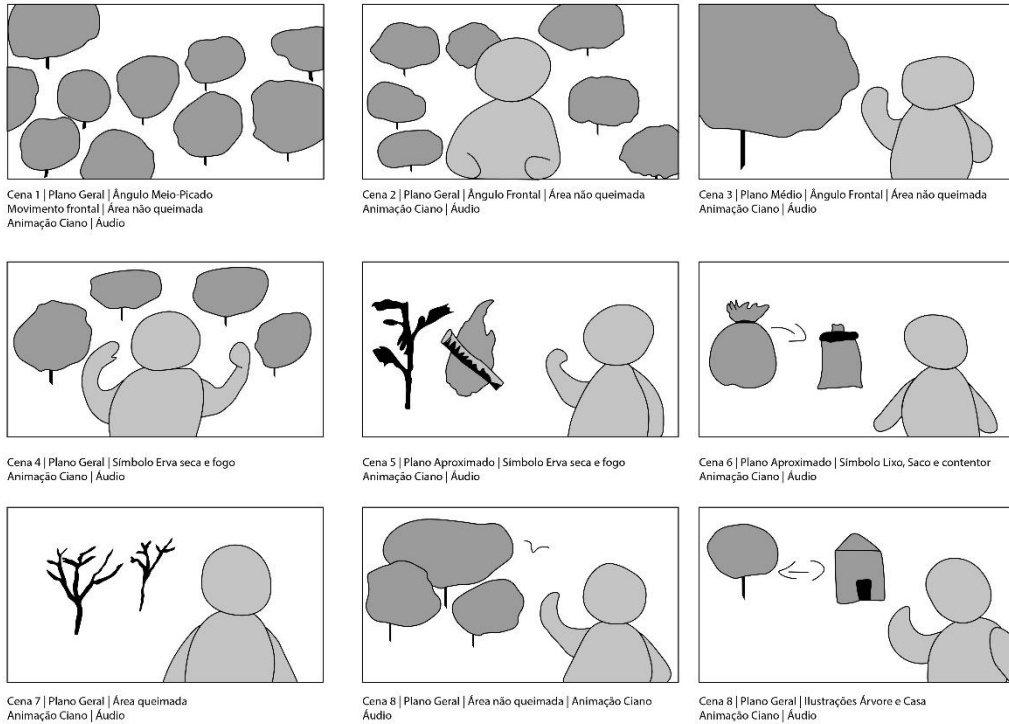 Cena 1 | Plano Geral | Ângulo Meio-Picado
Movimento frontal | Área não queimada
Animação Ciano | Áudio
Cena 2 | Plano Geral | Ângulo Frontal | Área não queimada
Animação Ciano | Áudio
Cena 3 | Plano Médio | Ângulo Frontal | Área não queimada
Animação Ciano | Áudio
Cena 4 | Plano Geral | Símbolo Erva seca e fogo
Animação Ciano | Áudio
Cena 5 | Plano Aproximado | Símbolo Erva seca e fogo
Animação Ciano | Áudio
Cena 6 | Plano Aproximado | Símbolo Lixo, Saco e contentor
Animação Ciano | Áudio
Cena 7 | Plano Geral | Área queimada
Animação Ciano | Áudio
Cena 8 | Plano Geral | Área não queimada | Animação Ciano
Áudio
Cena 8 | Plano Geral | Ilustrações Árvore e Casa
Animação Ciano | Áudio